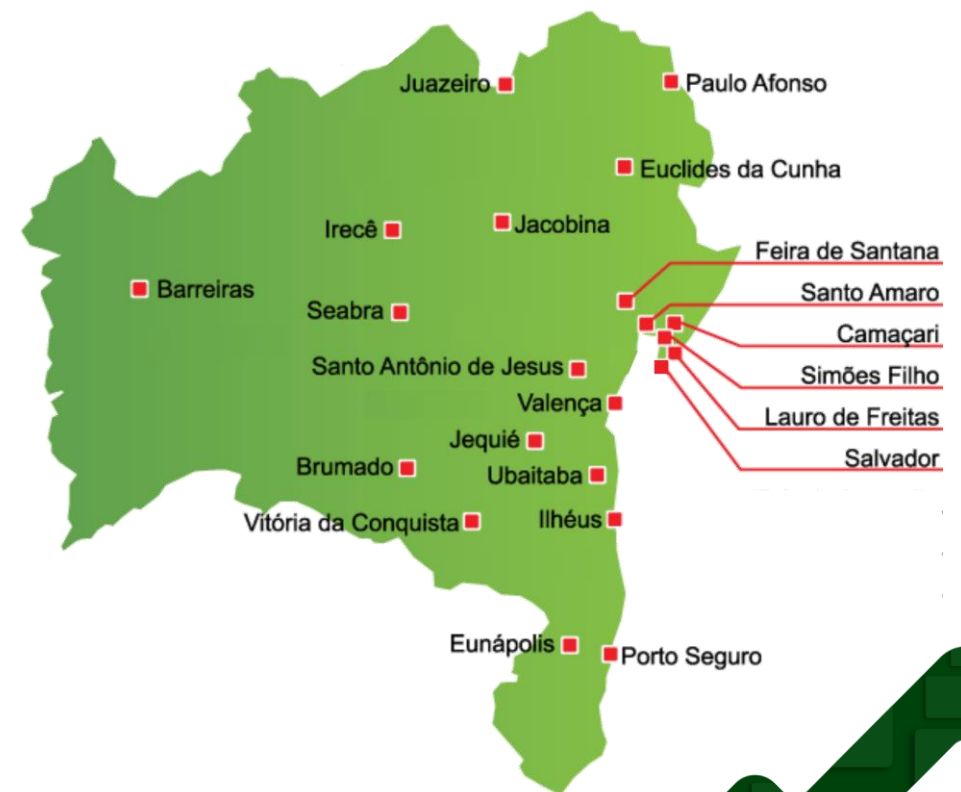 Juazeiro
Paulo Afonso
Euclides da Cunha
Irecê
Jacobina
Feira de Santana
Barreiras
Santo Amaro
Seabra
Camaçari
Santo Antônio de Jesus
Simões Filho
Valença
Lauro de Freitas
Jequié
Salvador
Brumado
Ubaitaba
Vitória da Conquista
Ilhéus
Eunápolis
Porto Seguro